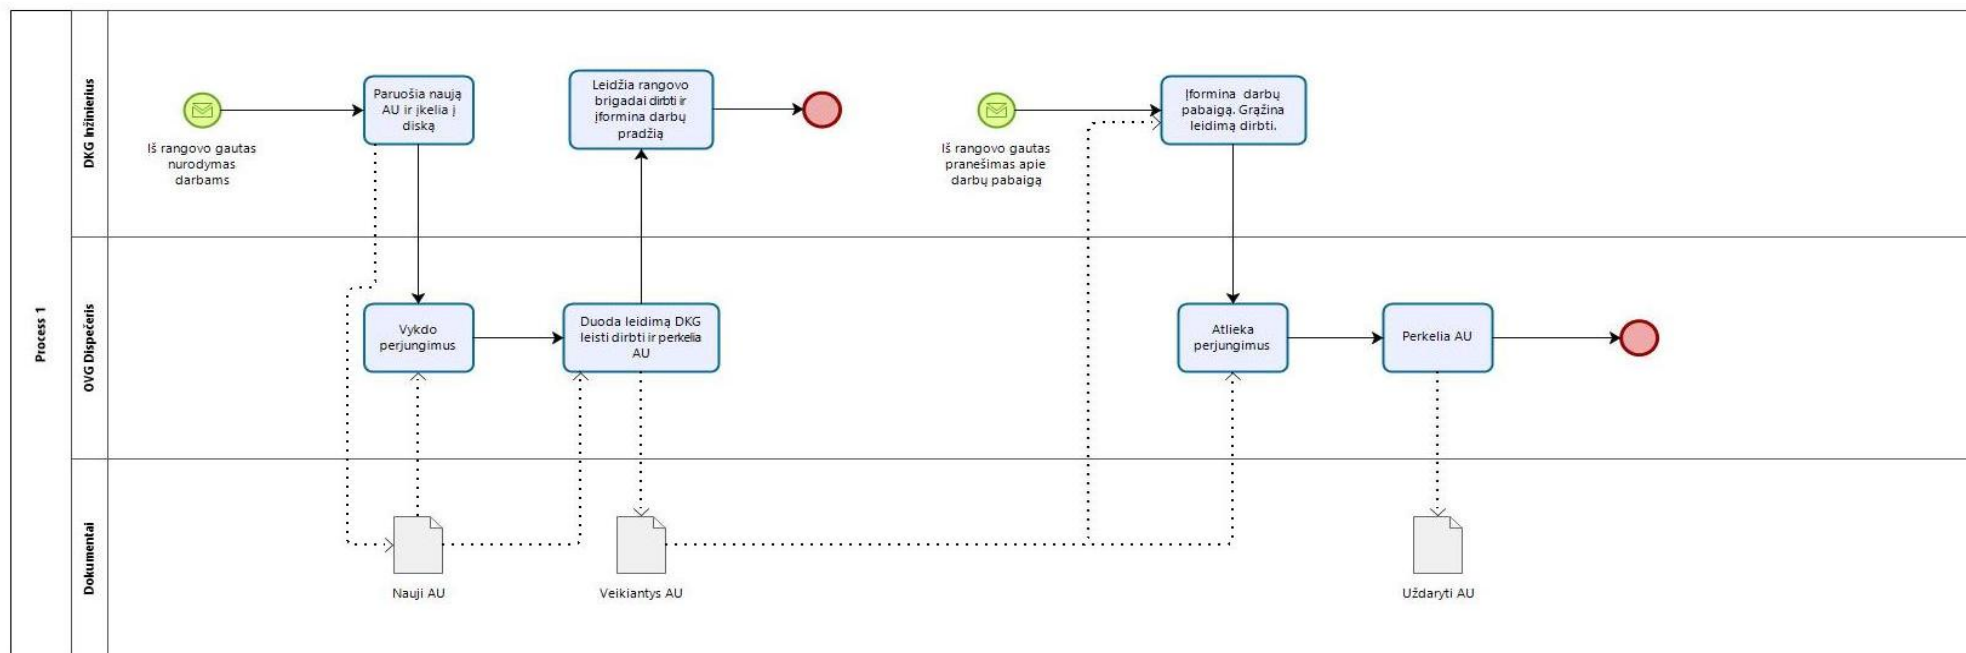 Process 1
DKG Inžinierius
Iš rangovo gautas
nurodymas
darbams
Paruošia naują
AU ir įkelia į
diską
Leidžia rangovo
brigadai dirbti ir
įformina darbų
pradžią
Iš rangovo gautas
pranešimas apie
darbų pabaigą
Įformina darbų
pabaigą. Grąžina
leidimą dirbti.
OVG Dispečeris
Vykdo
perjungimus
Duoda leidimą DKG
leisti dirbti ir perkelia
AU
Atlieka
perjungimus
Perkelia AU
Dokumentai
Nauji AU
Veikiantys AU
Uždaryti AU